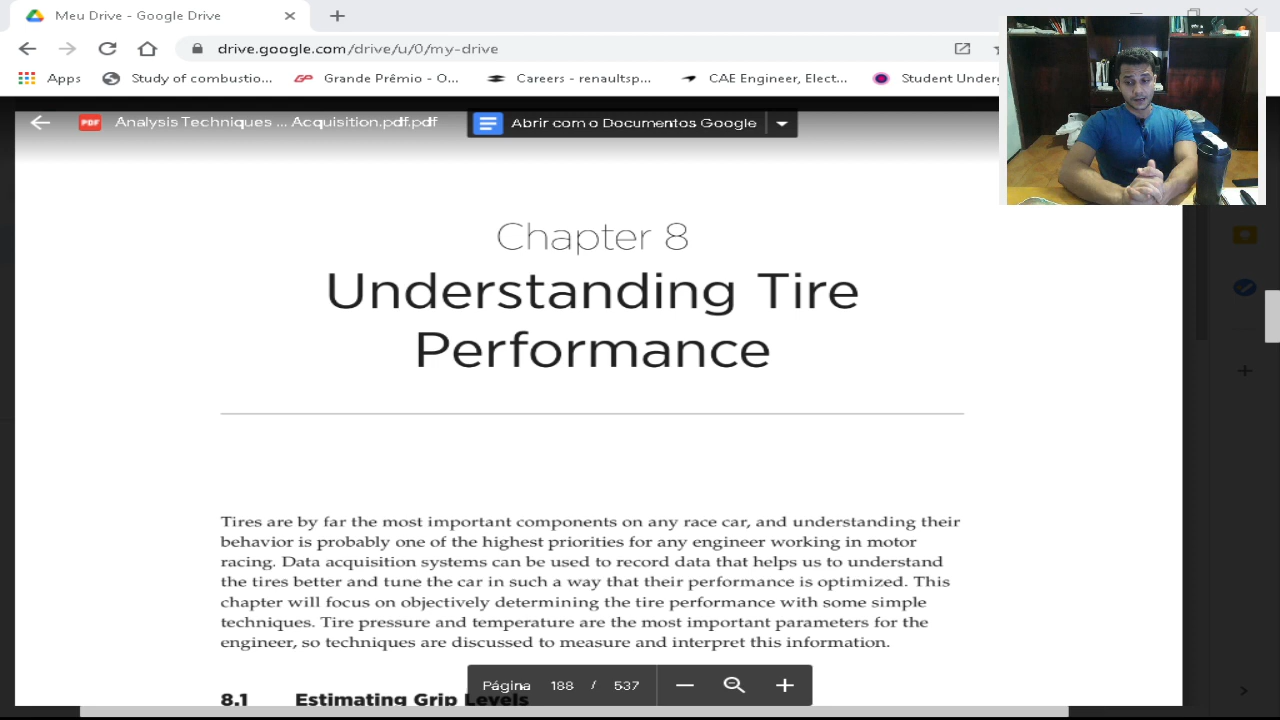 Meu Drive - Google Drive
drive.google.com/drive/u/0/my-drive
Apps Study of combustio... GP Grande Prêmio - O... Careers - renaultsp... CAE Engineer, Elect... Student Underg
PDF Analysis Techniques ... Acquisition.pdf.pdf Abrir com o Documentos Google
Chapter 8
Understanding Tire
Performance
Tires are by far the most important components on any race car, and understanding their
behavior is probably one of the highest priorities for any engineer working in motor
racing. Data acquisition systems can be used to record data that helps us to understand
the tires better and tune the car in such a way that their performance is optimized. This
chapter will focus on objectively determining the tire performance with some simple
techniques. Tire pressure and temperature are the most important parameters for the
engineer, so techniques are discussed to measure and interpret this information.
Página 188 / 537
8.1 Estimating Grip Levels